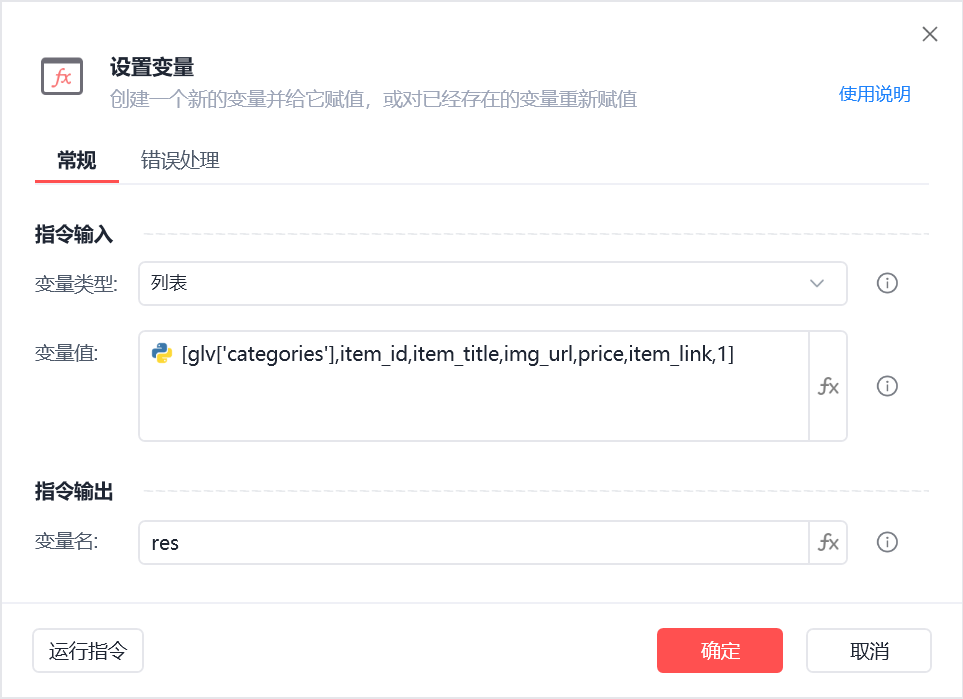 设置变量
创建一个新的变量并给它赋值，或对已经存在的变量重新赋值
使用说明
常规 错误处理
指令输入
变量类型: 列表
变量值: [glv['categories'],item_id,item_title,img_url,price,item_link,1]
fx
指令输出
变量名: res fx
运行指令 确定 取消